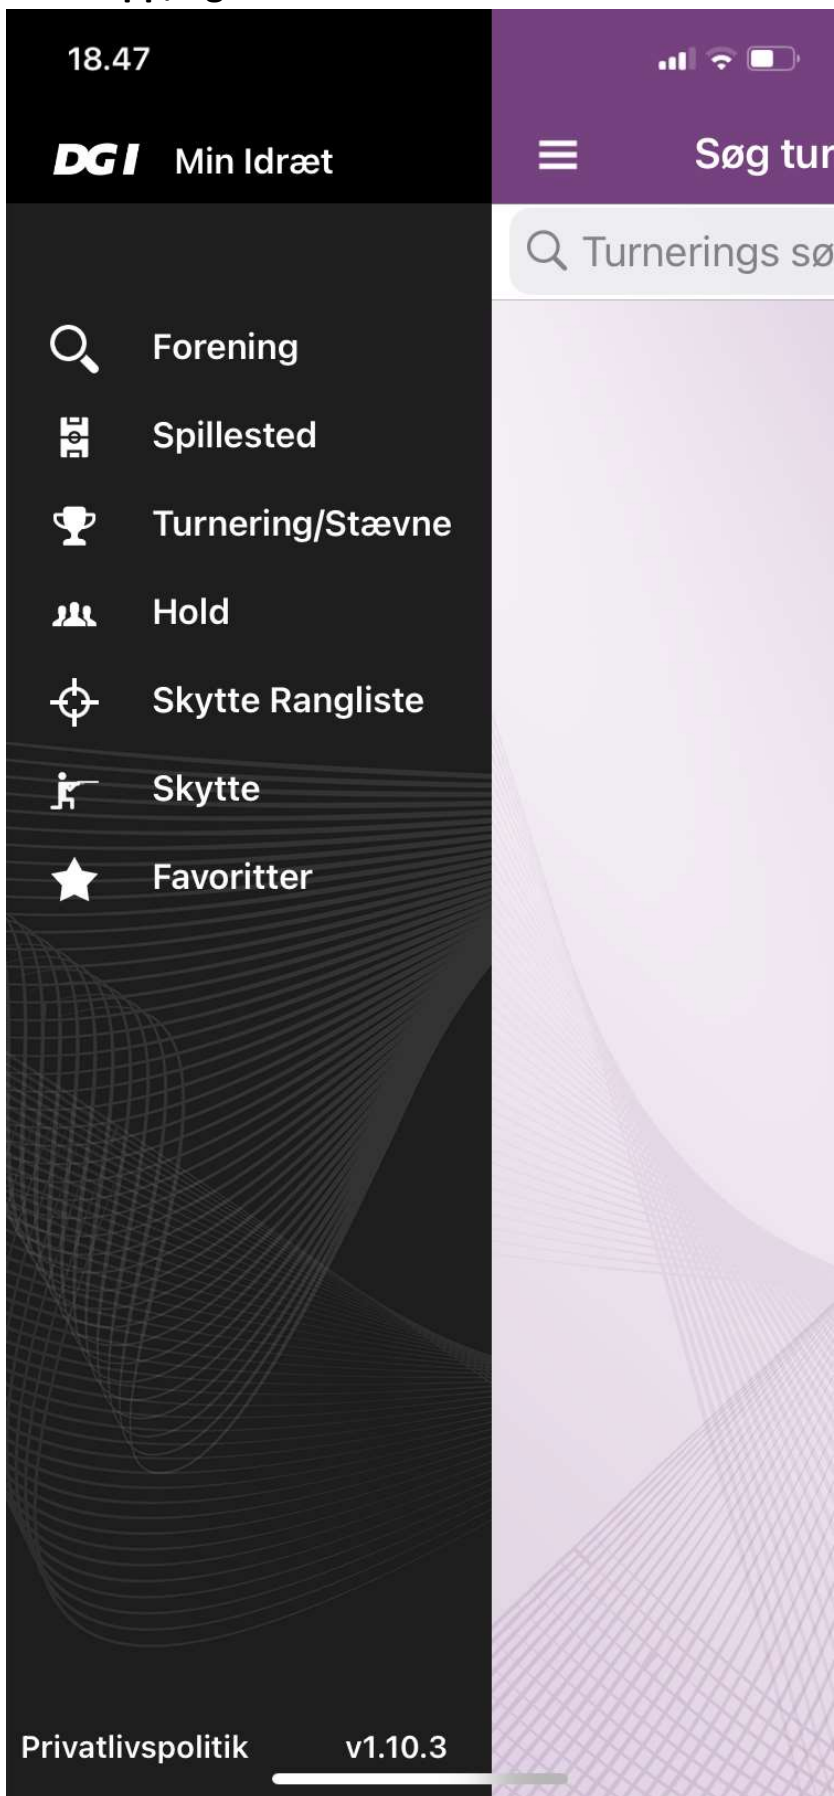 18.47
DGI Min Idræt
Søg tur
Turnerings sø
Forening
Spillested
Turnering/Stævne
Hold
Skytte Rangliste
Skytte
Favoritter
Privatlivspolitik v1.10.3